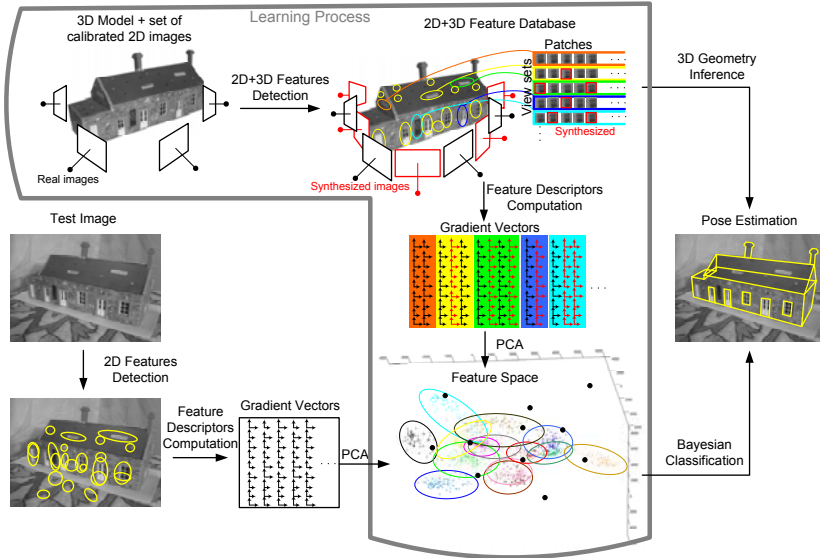 Learning Process
3D Model + set of
calibrated 2D images
2D+3D Feature Database
Patches
View sets
3D Geometry
Inference
2D+3D Features
Detection
Synthesized
Real images
Synthesized images
Feature Descriptors
Computation
Test Image
Gradient Vectors
Pose Estimation
PCA
2D Features
Detection
Feature Space
Feature
Descriptors
Computation
Gradient Vectors
PCA
Bayesian
Classification